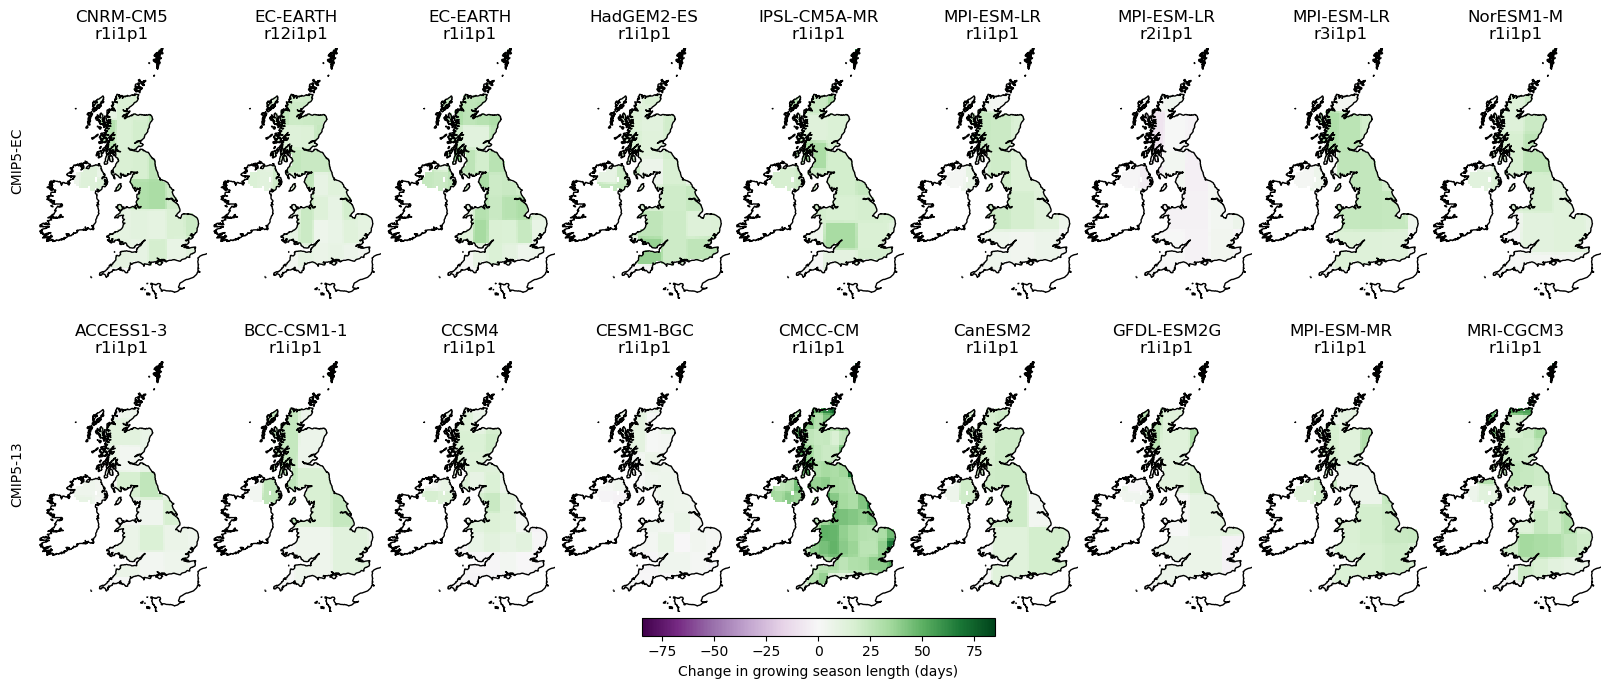 CNRM-CM5
r1i1p1
EC-EARTH
r12i1p1
EC-EARTH
r1i1p1
HadGEM2-ES
r1i1p1
IPSL-CM5A-MR
r1i1p1
MPI-ESM-LR
r1i1p1
MPI-ESM-LR
r2i1p1
MPI-ESM-LR
r3i1p1
NorESM1-M
r1i1p1
CMIP5-EC
ACCESS1-3
r1i1p1
BCC-CSM1-1
r1i1p1
CCSM4
r1i1p1
CESM1-BGC
r1i1p1
CMCC-CM
r1i1p1
CanESM2
r1i1p1
GFDL-ESM2G
r1i1p1
MPI-ESM-MR
r1i1p1
MRI-CGCM3
r1i1p1
CMIP5-13
−75 −50 −25 0 25 50 75
Change in growing season length (days)